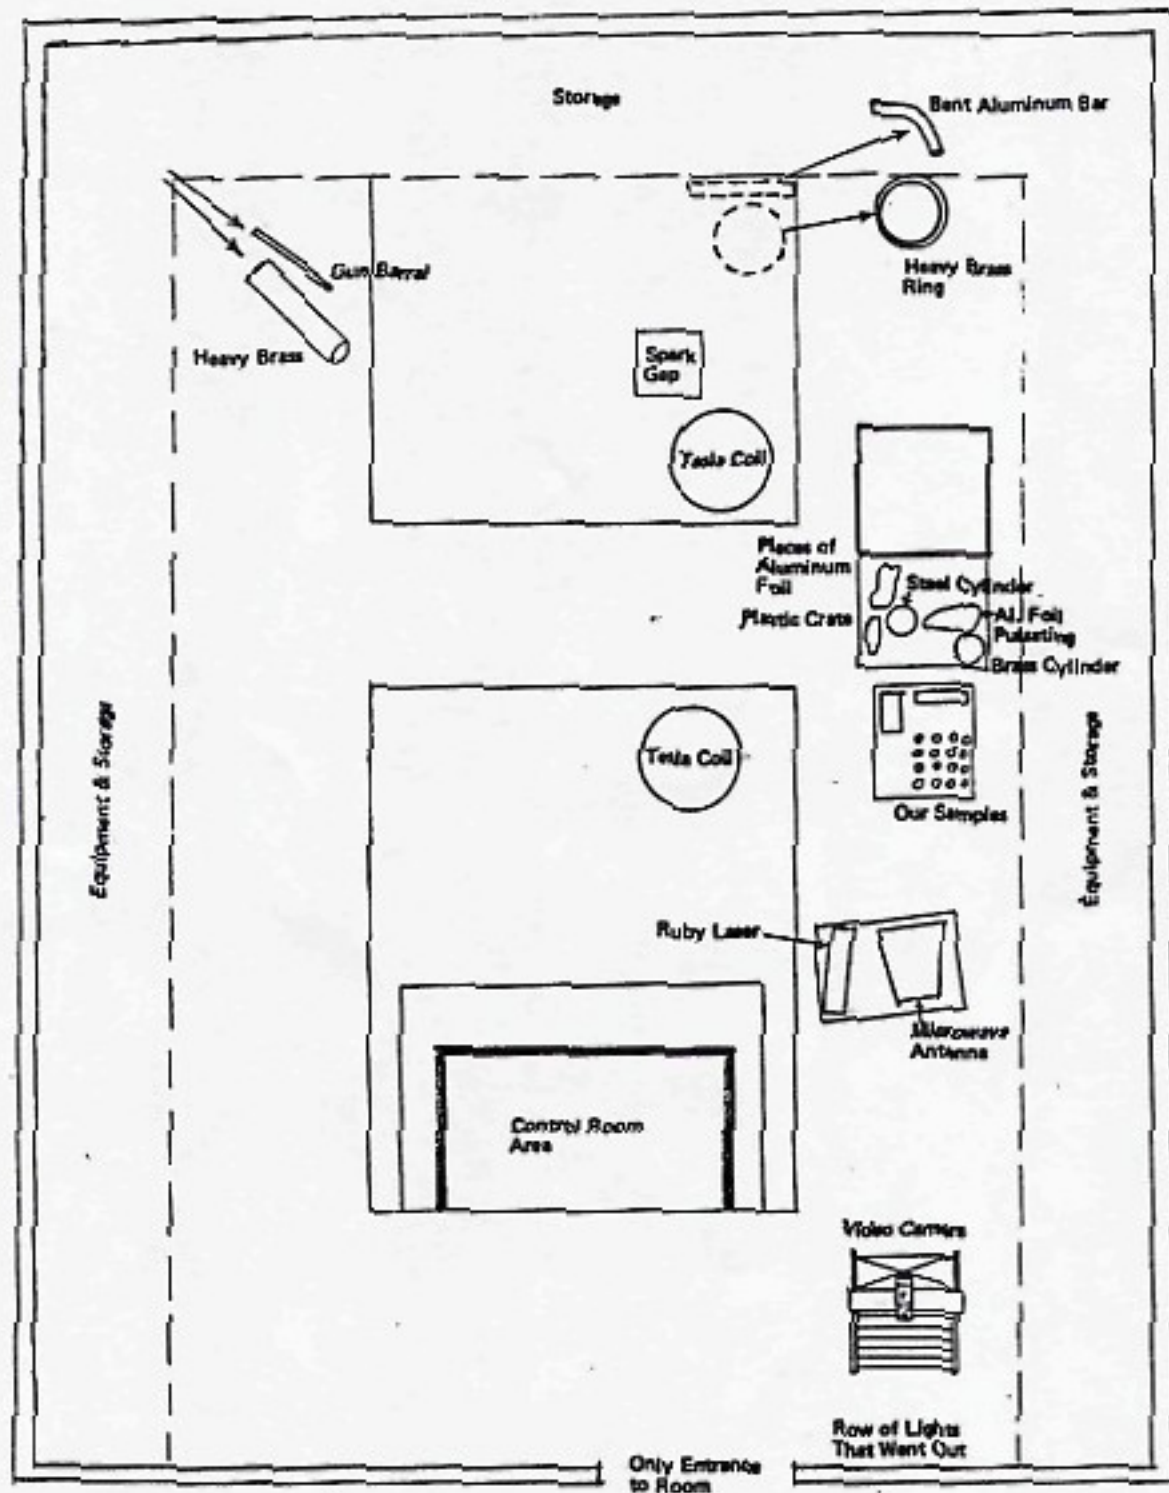 Storage
Bent Aluminum Bar
Gun Barrel
Heavy Brass
Ring
Heavy Brass
Spark
Gap
Tesla Coil
Pieces of
Aluminum
Foil
Steel Cylinder
Plastic Crate
Al. Foil
Pulsating
Brass Cylinder
Tesla Coil
Our Samples
Equipment & Storage
Equipment & Storage
Ruby Laser
Microwave
Antenna
Control Room
Area
Video Camera
Row of Lights
That Went Out
Only Entrance
to Room